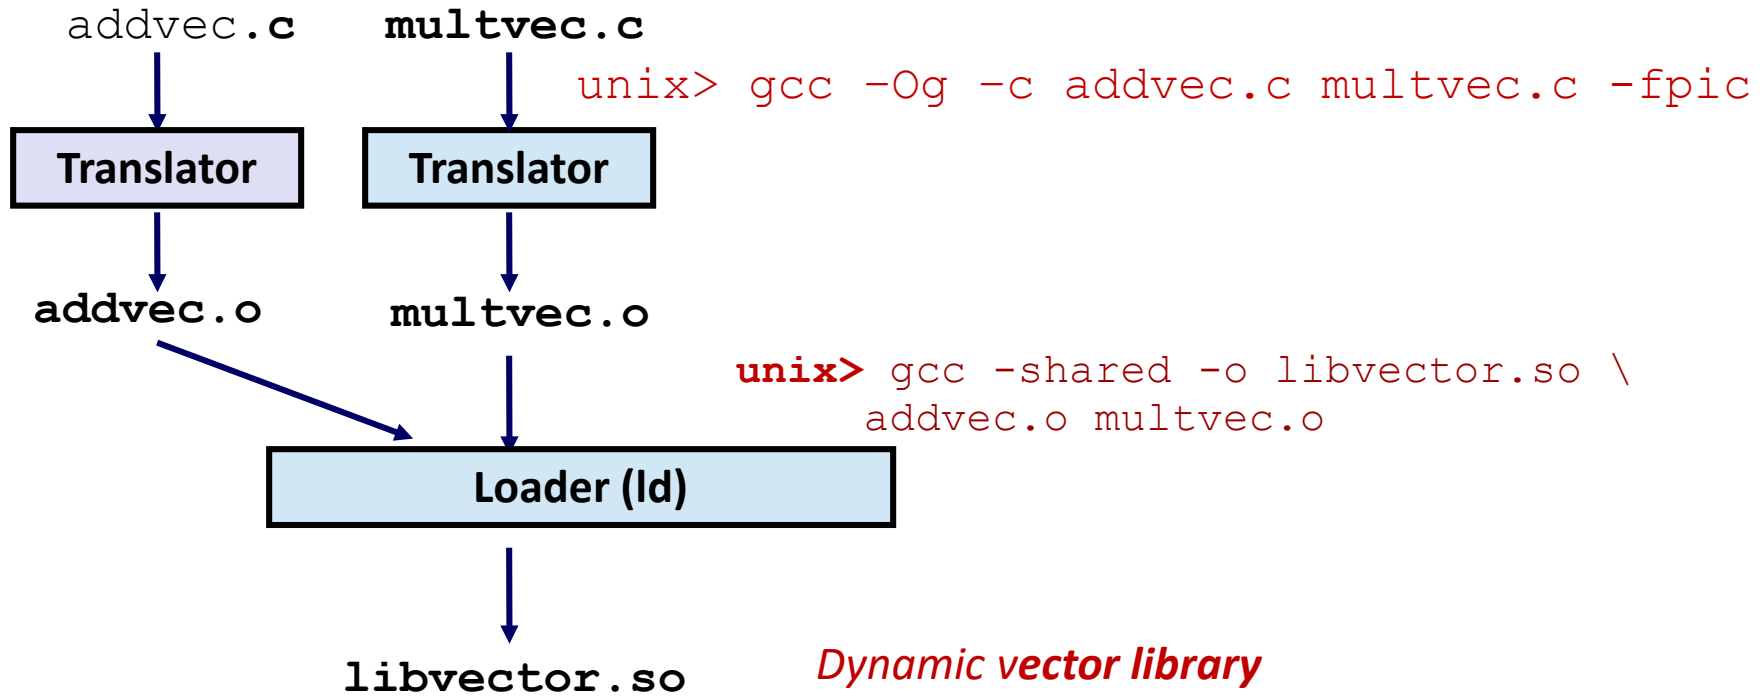 addvec.c multvec.c
unix> gcc –Og –c addvec.c multvec.c -fpic
Translator Translator
addvec.o multvec.o
unix> gcc -shared -o libvector.so \
addvec.o multvec.o
Loader (ld)
libvector.so
Dynamic vector library